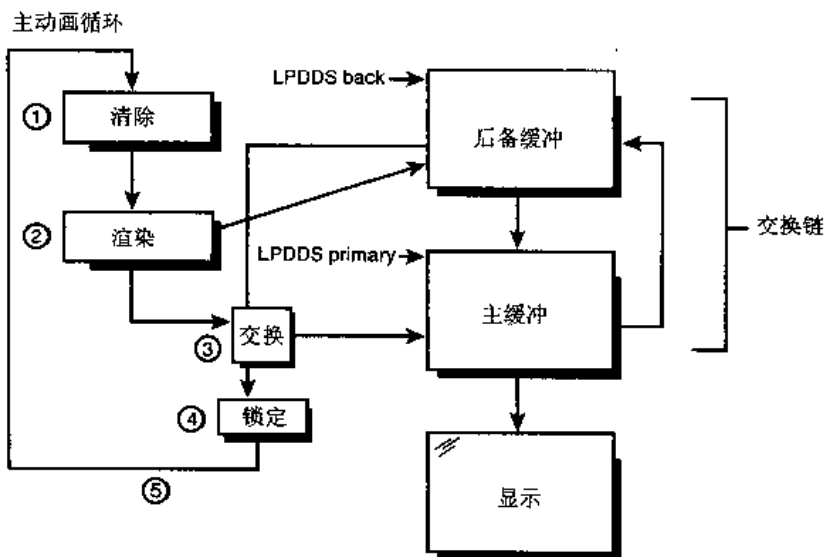 主动画循环
LPDDS back
① 清除
后备缓冲
② 渲染
交换链
LPDDS primary
主缓冲
③ 交换
④ 锁定
⑤
显示